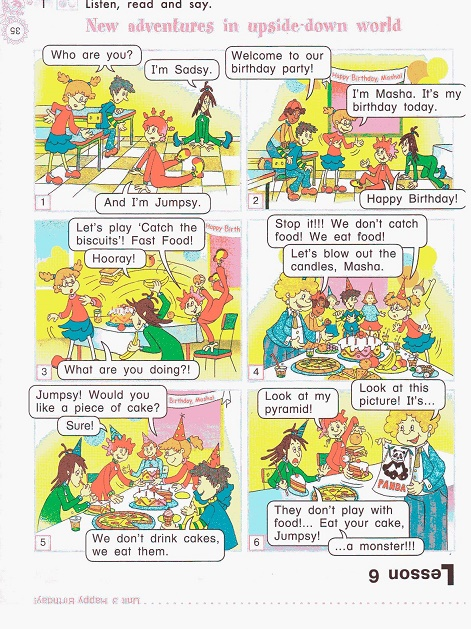 1 Listen, read and say.
35
New adventures in upside-down world
Who are you?
I'm Sadsy.
And I'm Jumpsy.
1
Welcome to our
birthday party!
Happy Birthday, Masha!
I'm Masha. It's my
birthday today.
Happy Birthday!
2
Let's play 'Catch the
biscuits'! Fast Food!
Happy Birth
Hooray!
What are you doing?!
3
Stop it!!! We don't catch
food! We eat food!
Let's blow out the
candles, Masha.
4
Jumpsy! Would you
like a piece of cake?
Birthday, Masha!
Sure!
We don't drink cakes,
we eat them.
5
Look at my
pyramid!
Look at this
picture! It's...
PANDA
They don't play with
food!... Eat your cake,
Jumpsy!
...a monster!!!
6
Lesson 6
Unit 3 Happy Birthday!